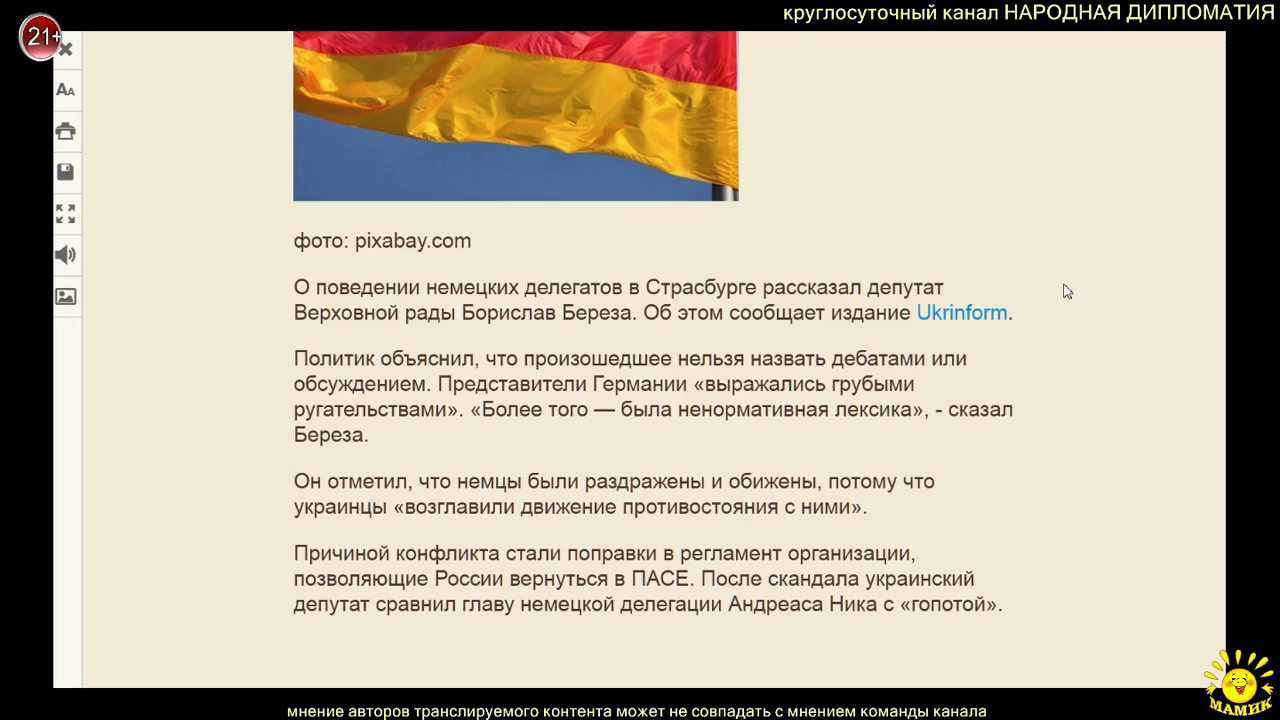 круглосуточный канал НАРОДНАЯ ДИПЛОМАТИЯ
21+
AA
фото: pixabay.com
О поведении немецких делегатов в Страсбурге рассказал депутат
Верховной рады Борислав Береза. Об этом сообщает издание Ukrinform.
Политик объяснил, что произошедшее нельзя назвать дебатами или
обсуждением. Представители Германии «выражались грубыми
ругательствами». «Более того — была ненормативная лексика», - сказал
Береза.
Он отметил, что немцы были раздражены и обижены, потому что
украинцы «возглавили движение противостояния с ними».
Причиной конфликта стали поправки в регламент организации,
позволяющие России вернуться в ПАСЕ. После скандала украинский
депутат сравнил главу немецкой делегации Андреаса Ника с «гопотой».
МАМИК
мнение авторов транслируемого контента может не совпадать с мнением команды канала